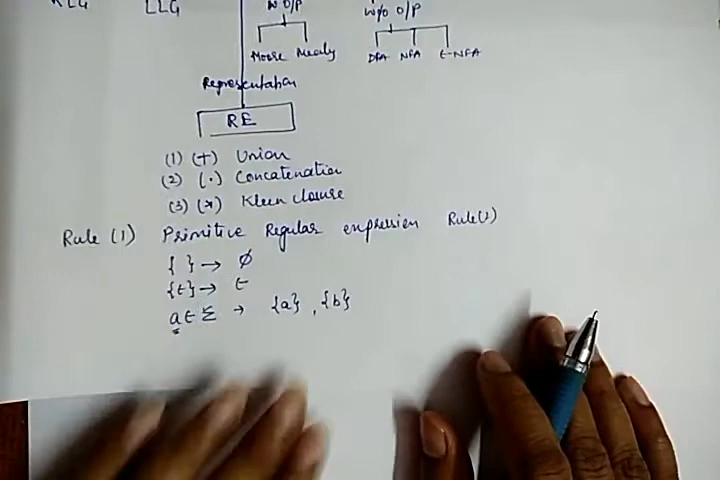 RLG LLG W O/P W/o O/P
Moore Mealy DFA NFA ε-NFA
Representation
RE
(1) (+) Union
(2) (·) Concatenation
(3) (*) Kleen closure
Rule (1) Primitive Regular expression Rule(1)
{ } → ϕ
{ε} → ε
a ε Σ → {a}, {b}